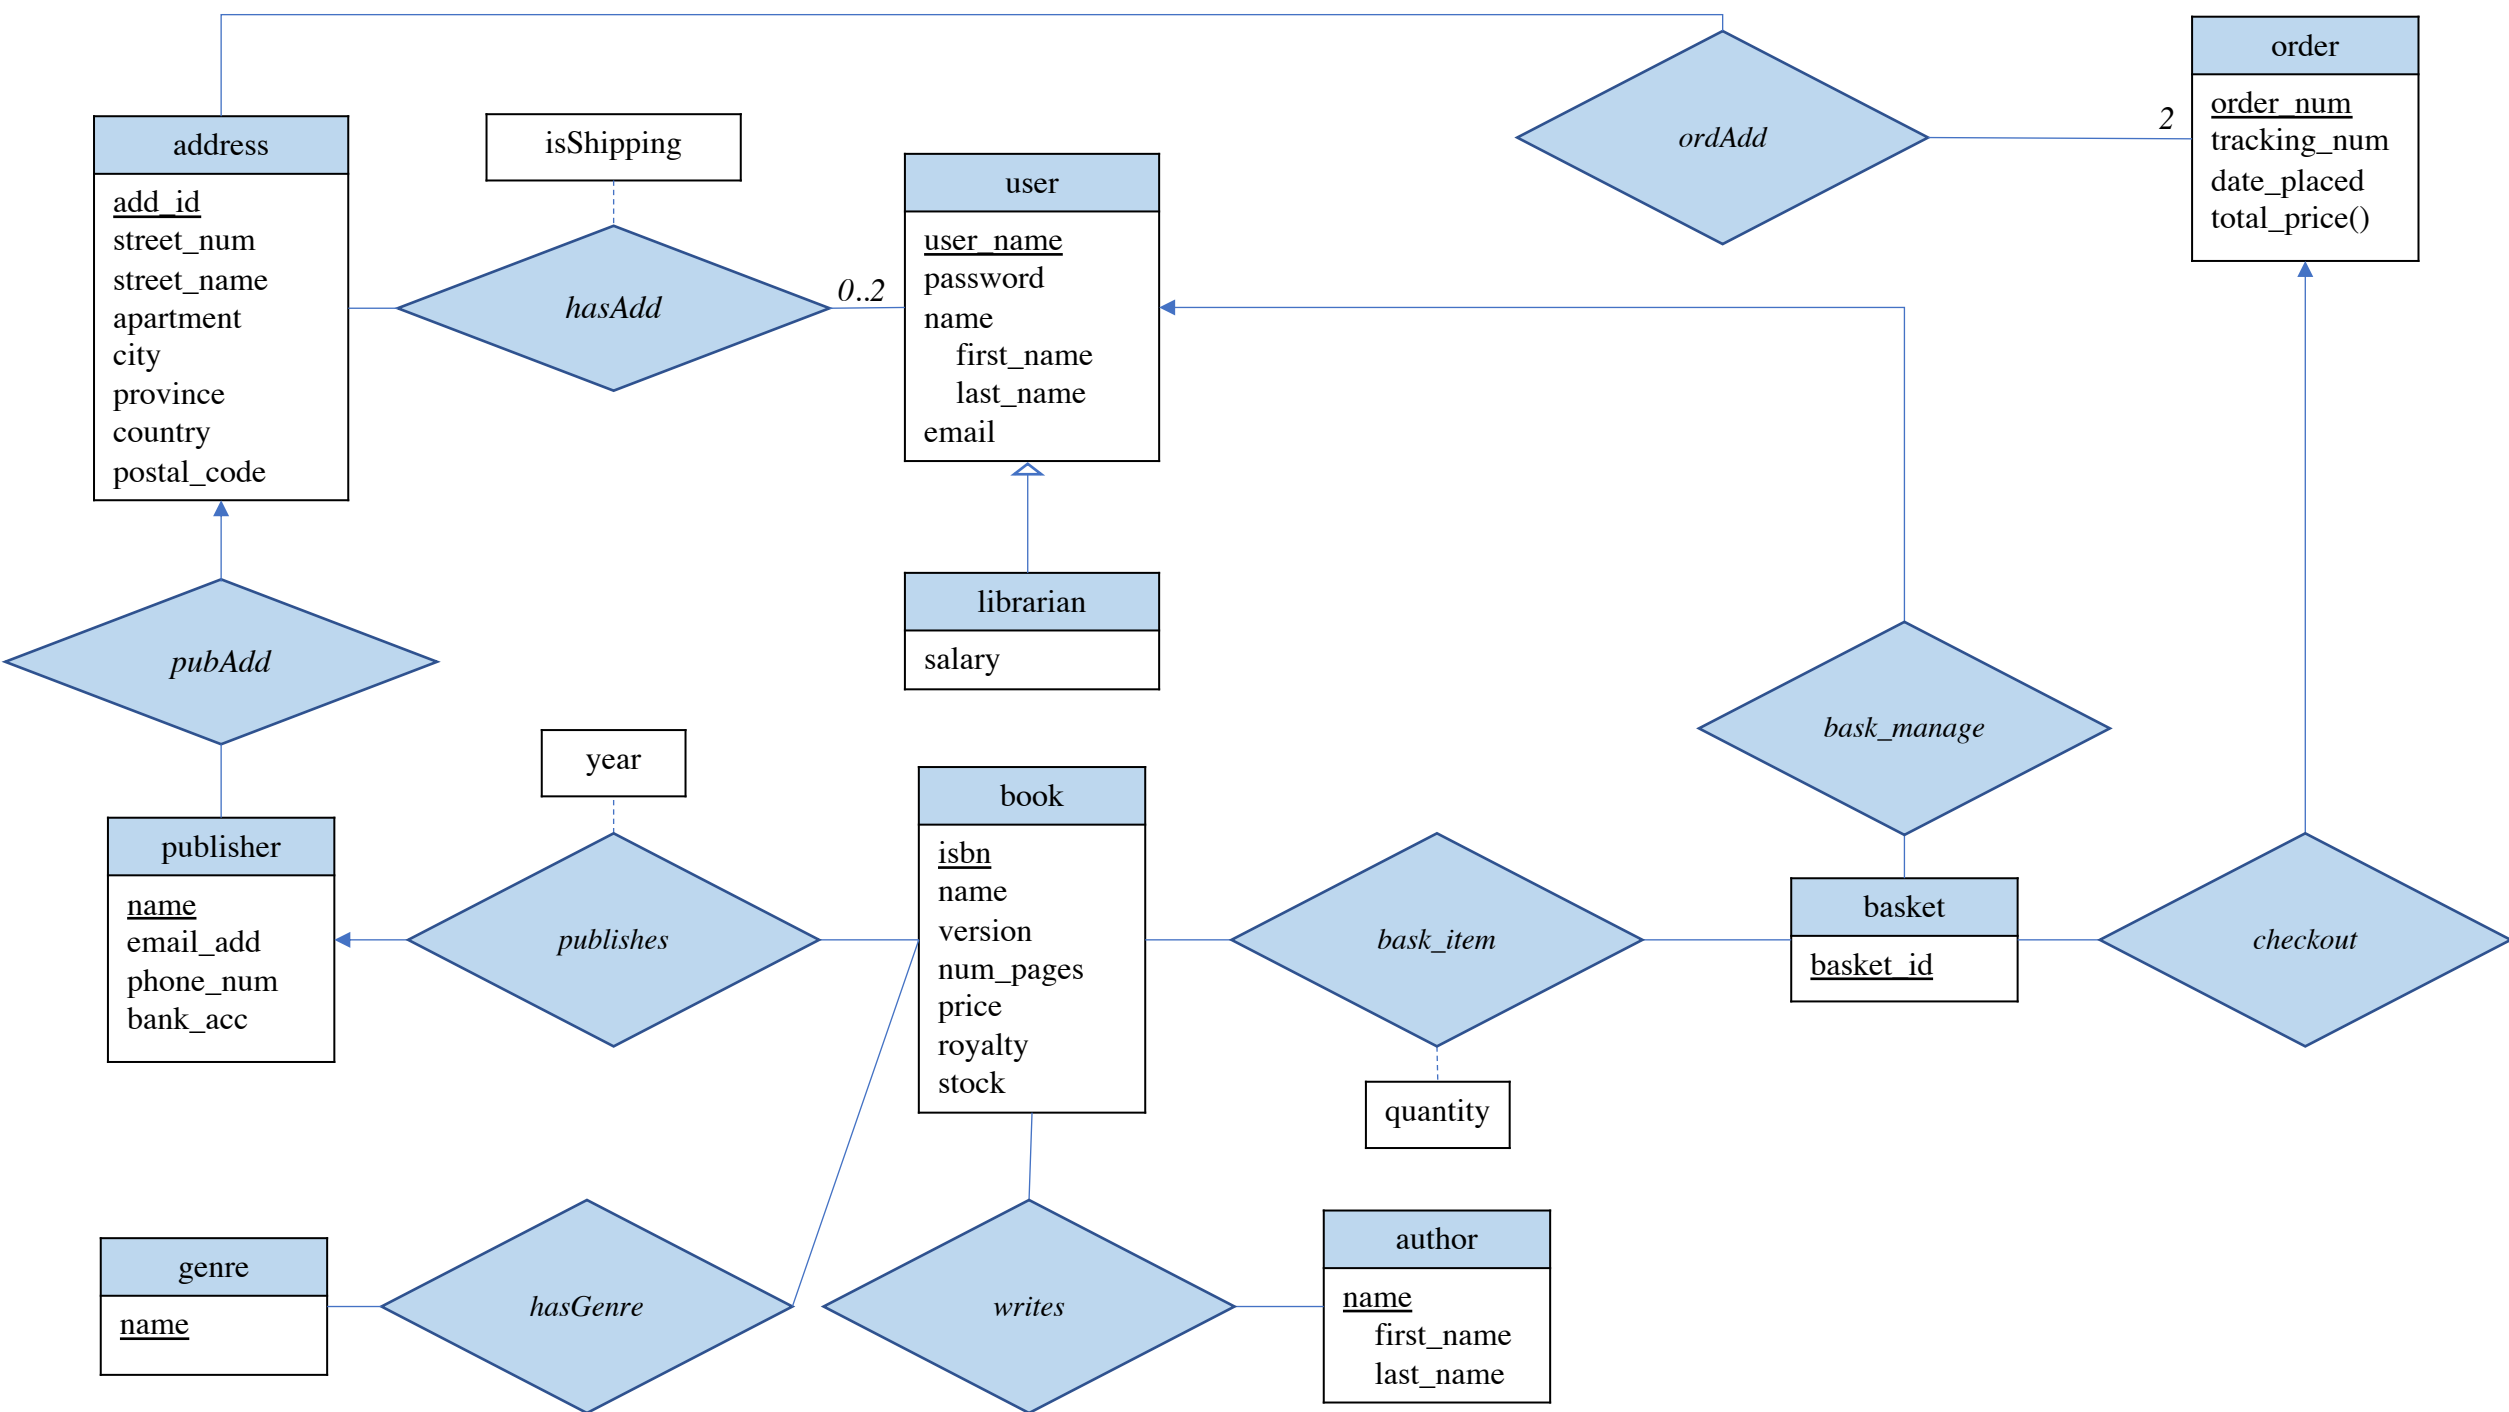 address
add_id
street_num
street_name
apartment
city
province
country
postal_code
isShipping
hasAdd
0..2
user
user_name
password
name
first_name
last_name
email
ordAdd
2
order
order_num
tracking_num
date_placed
total_price()
librarian
salary
pubAdd
bask_manage
publisher
name
email_add
phone_num
bank_acc
year
publishes
book
isbn
name
version
num_pages
price
royalty
stock
bask_item
quantity
basket
basket_id
checkout
genre
name
hasGenre
writes
author
name
first_name
last_name